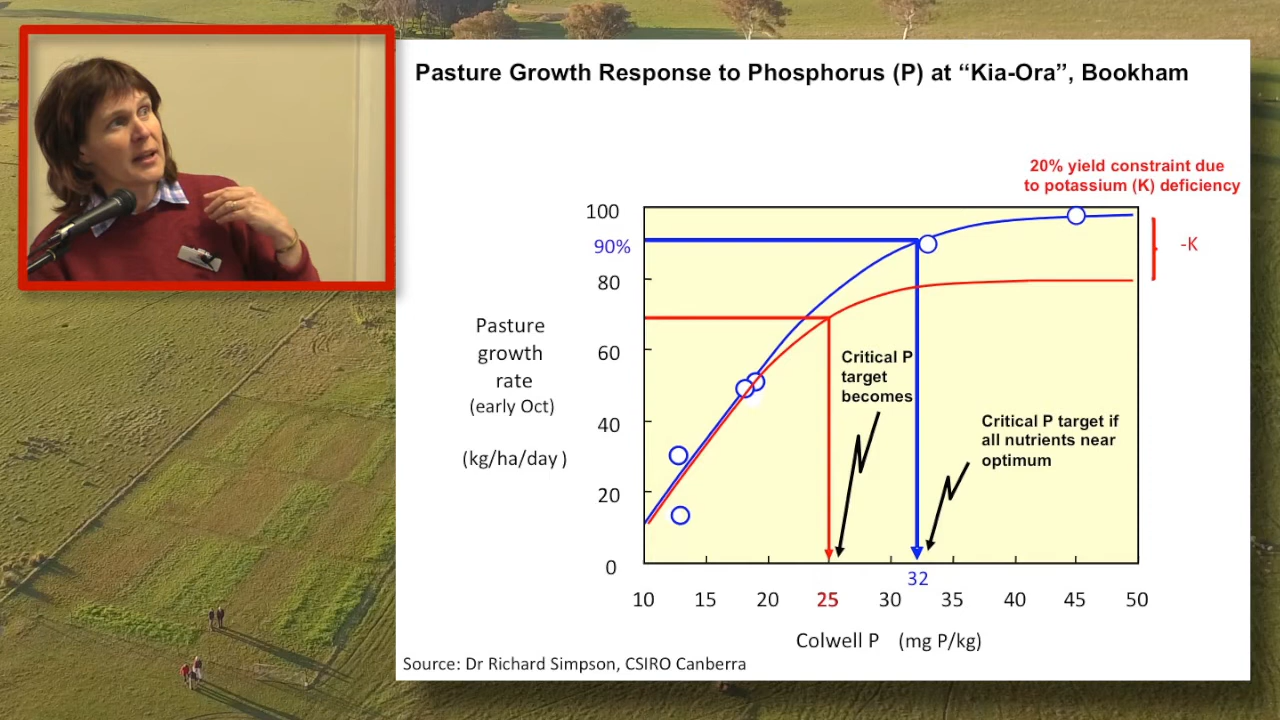 Pasture Growth Response to Phosphorus (P) at “Kia-Ora”, Bookham
20% yield constraint due
to potassium (K) deficiency
100
90%
80
60
40
20
0
-K
Pasture
growth
rate
(early Oct)
(kg/ha/day )
Critical P
target
becomes
Critical P target if
all nutrients near
optimum
32
10 15 20 25 30 35 40 45 50
Colwell P (mg P/kg)
Source: Dr Richard Simpson, CSIRO Canberra